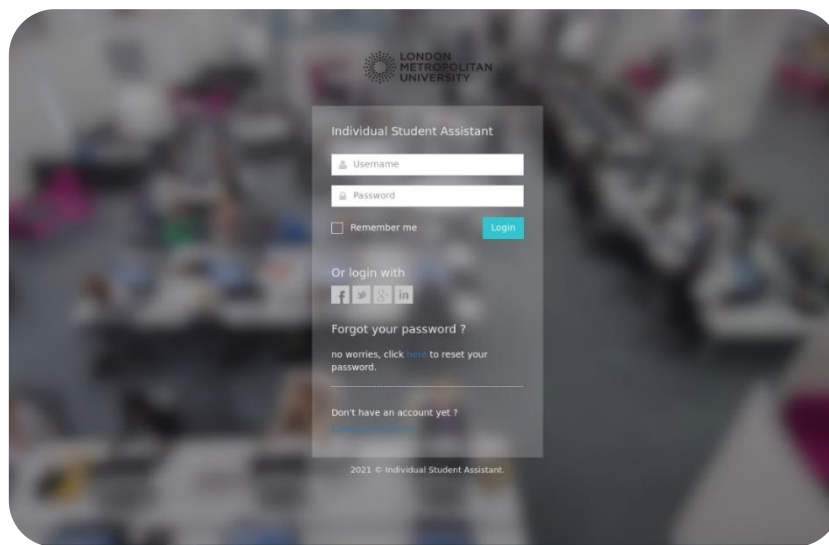 LONDON
METROPOLITAN
UNIVERSITY
Individual Student Assistant
Username
Password
Remember me
Login
Or login with
Forgot your password ?
no worries, click here to reset your
password.
Don't have an account yet ?
2021 © Individual Student Assistant.